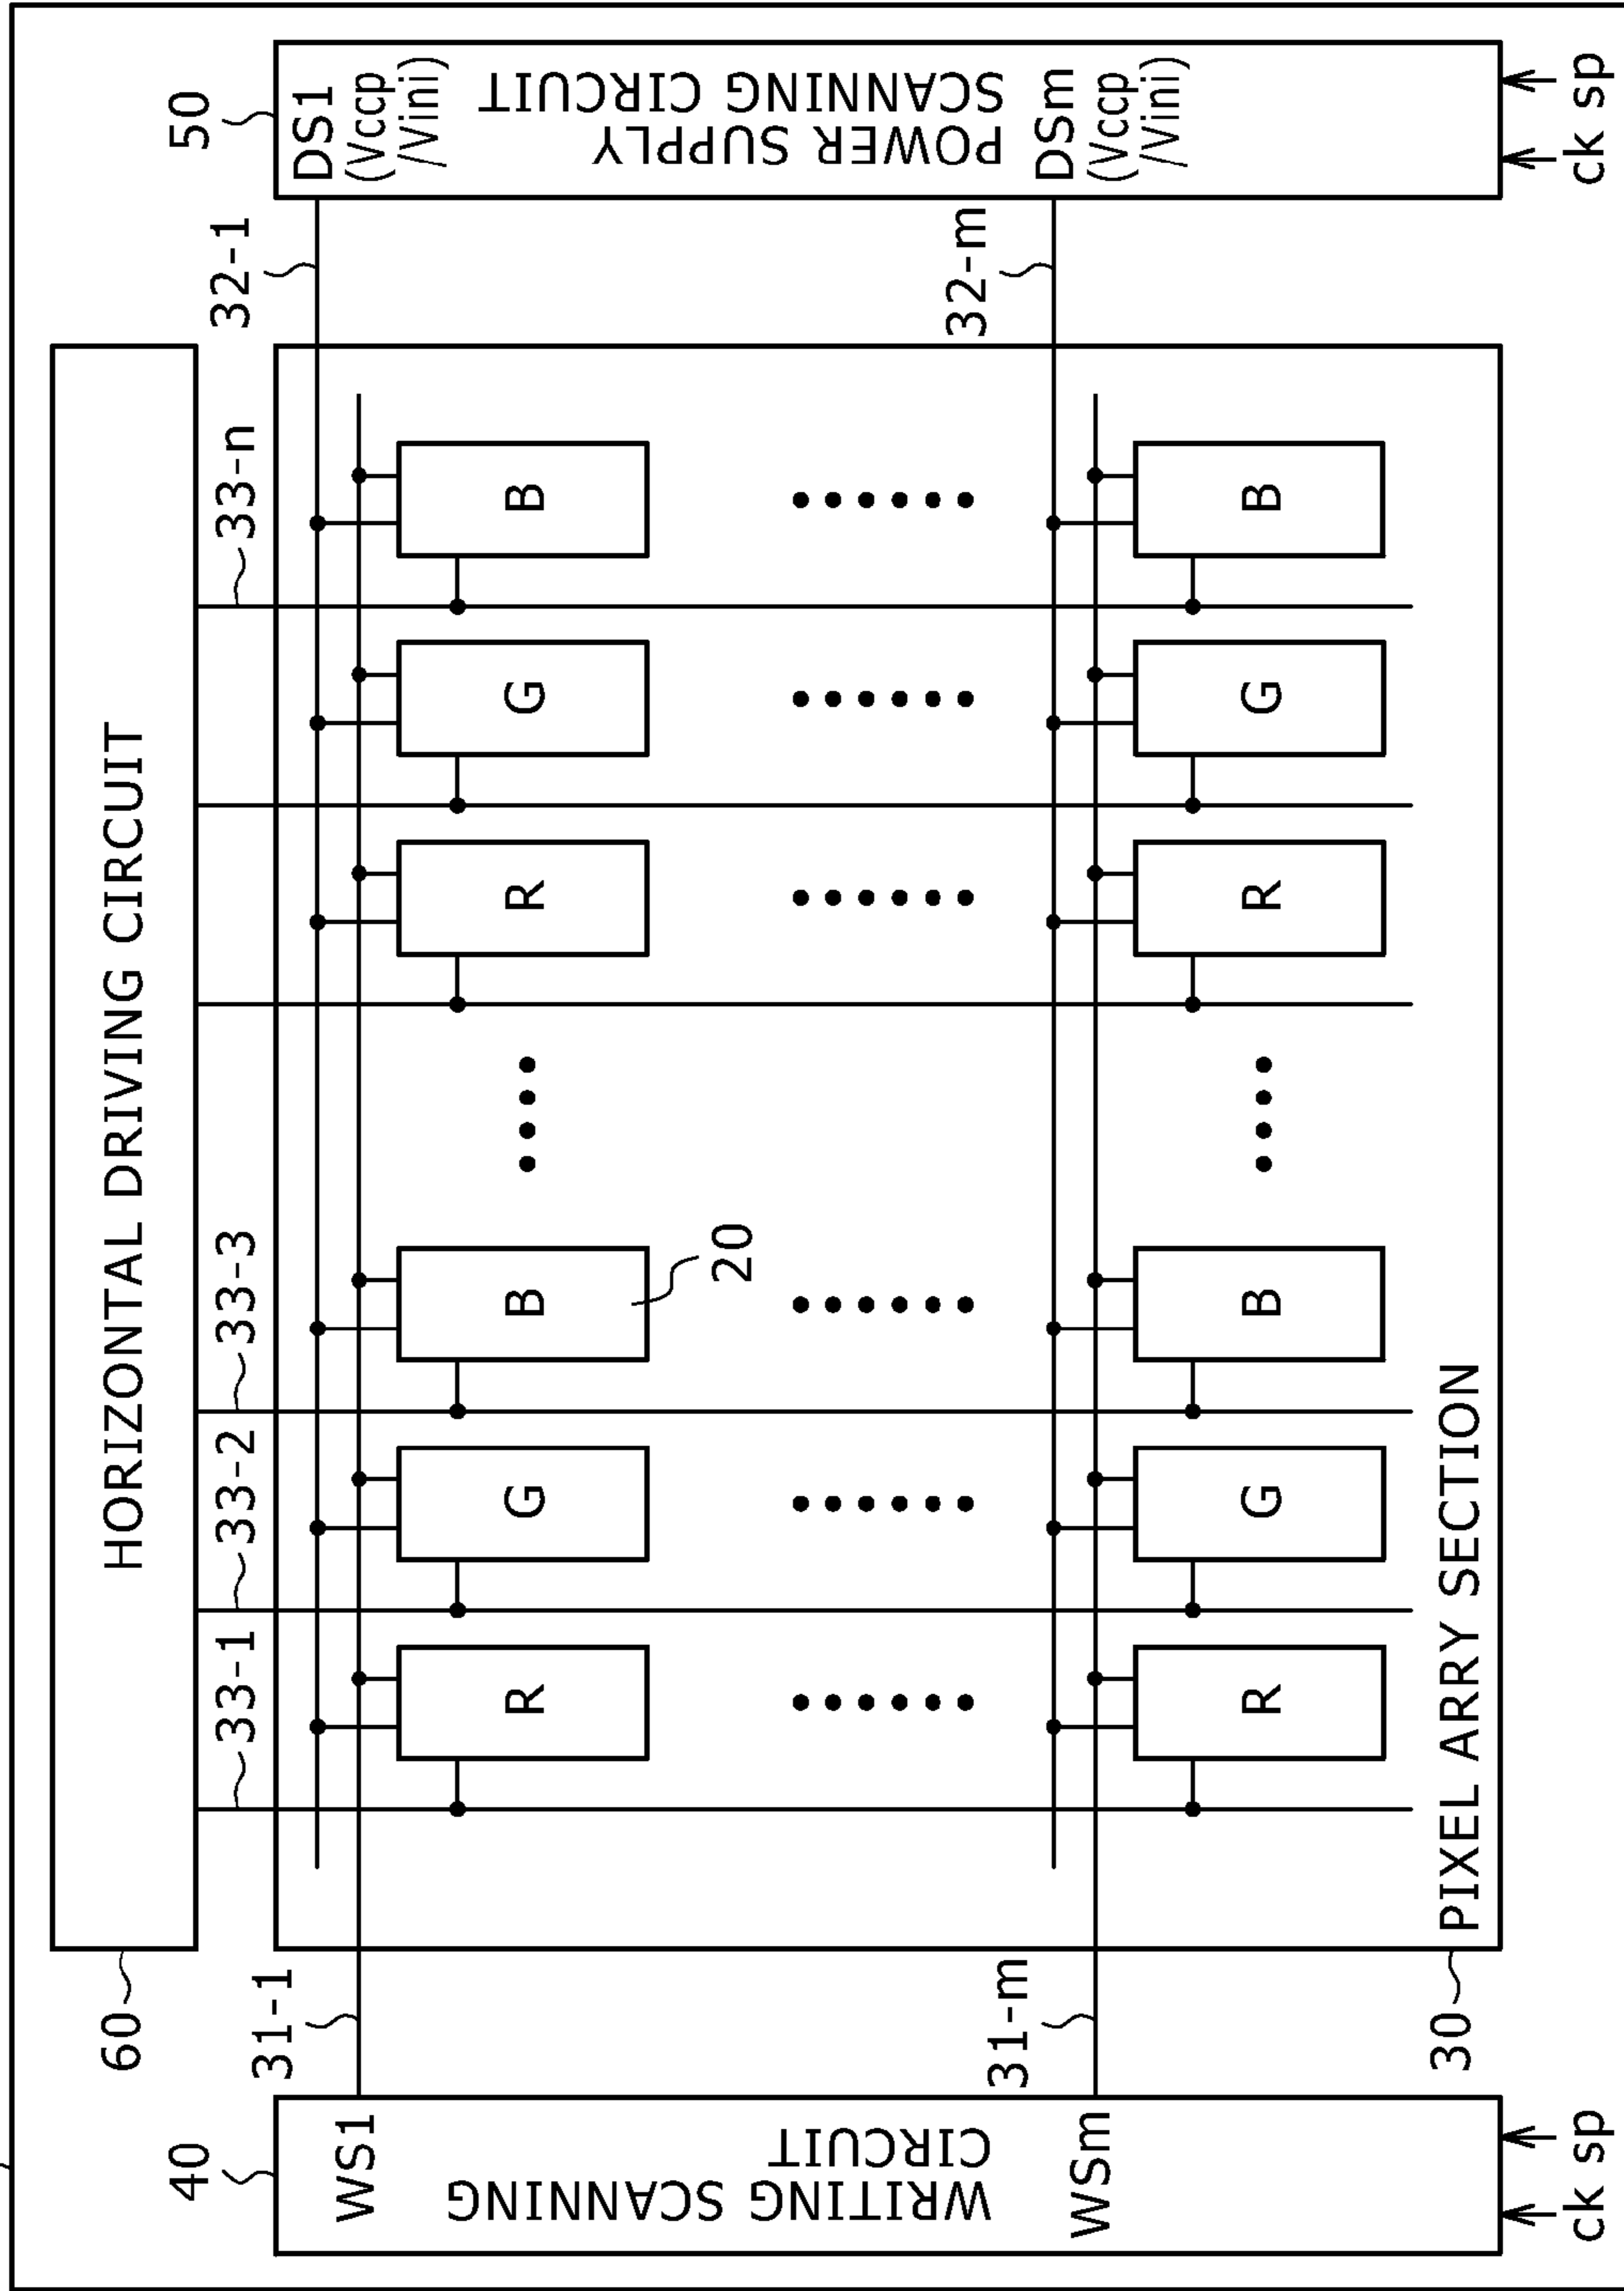 HORIZONTAL DRIVING CIRCUIT
60
33-1
33-2
33-3
33-n
40
31-1
32-1
50
WS1
DS1
(Vccp
/Vini)
R
G
B
R
G
B
20
WRITING SCANNING
CIRCUIT
POWER SUPPLY
SCANNING CIRCUIT
31-m
32-m
WSm
DSm
(Vccp
/Vini)
R
G
B
R
G
B
PIXEL ARRY SECTION
30
ck sp
ck sp